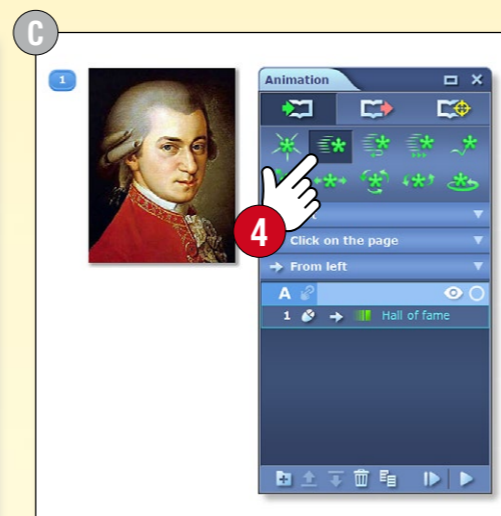 C
1
Animation
4
Click on the page
From left
A
1 Hall of fame